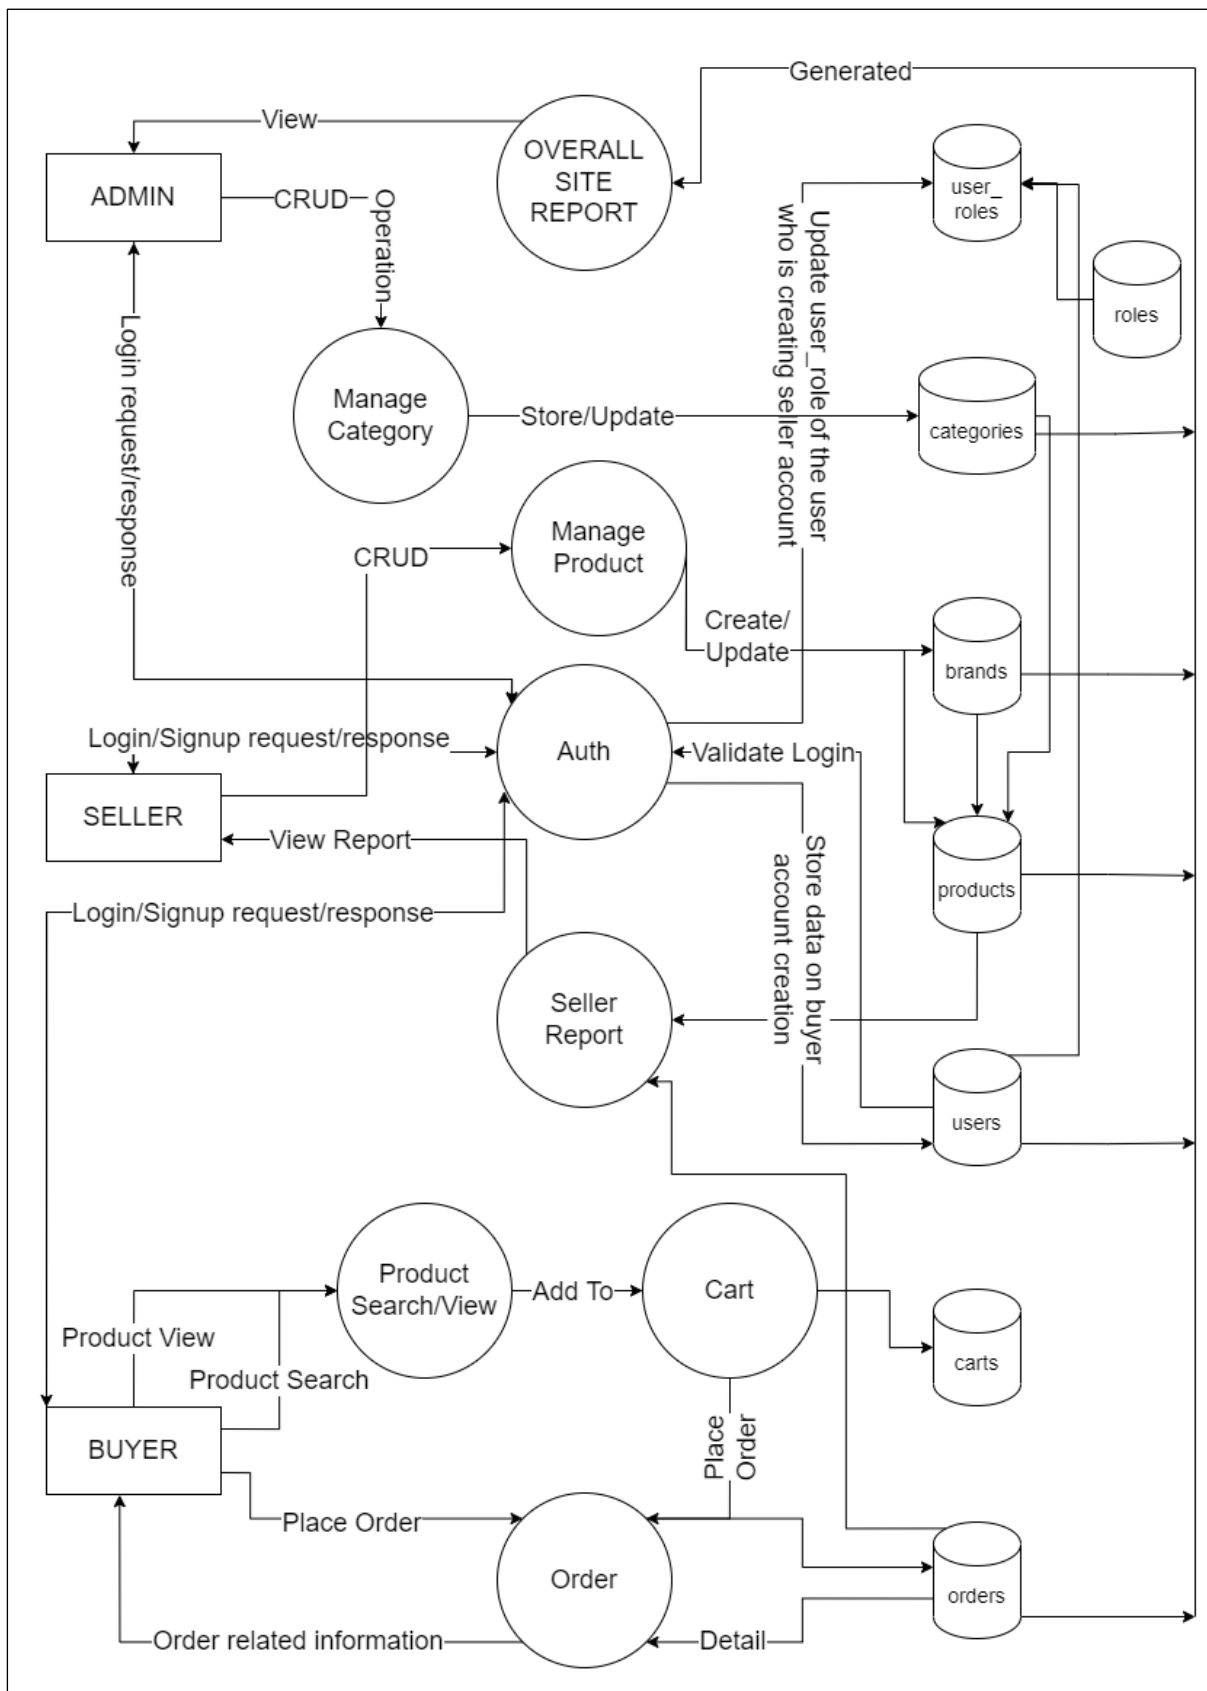 Generated
View
OVERALL
SITE
REPORT
ADMIN
CRUD
Operation
user_
roles
roles
Update user_role of the user
who is creating seller account
Login request/response
Manage
Category
Store/Update
categories
Manage
Product
CRUD
Create/
Update
brands
Login/Signup request/response
Auth
Validate Login
SELLER
View Report
products
Store data on buyer
account creation
Login/Signup request/response
Seller
Report
users
Product
Search/View
Add To
Cart
Product View
Product Search
carts
Place
Order
BUYER
Place Order
Order
orders
Order related information
Detail